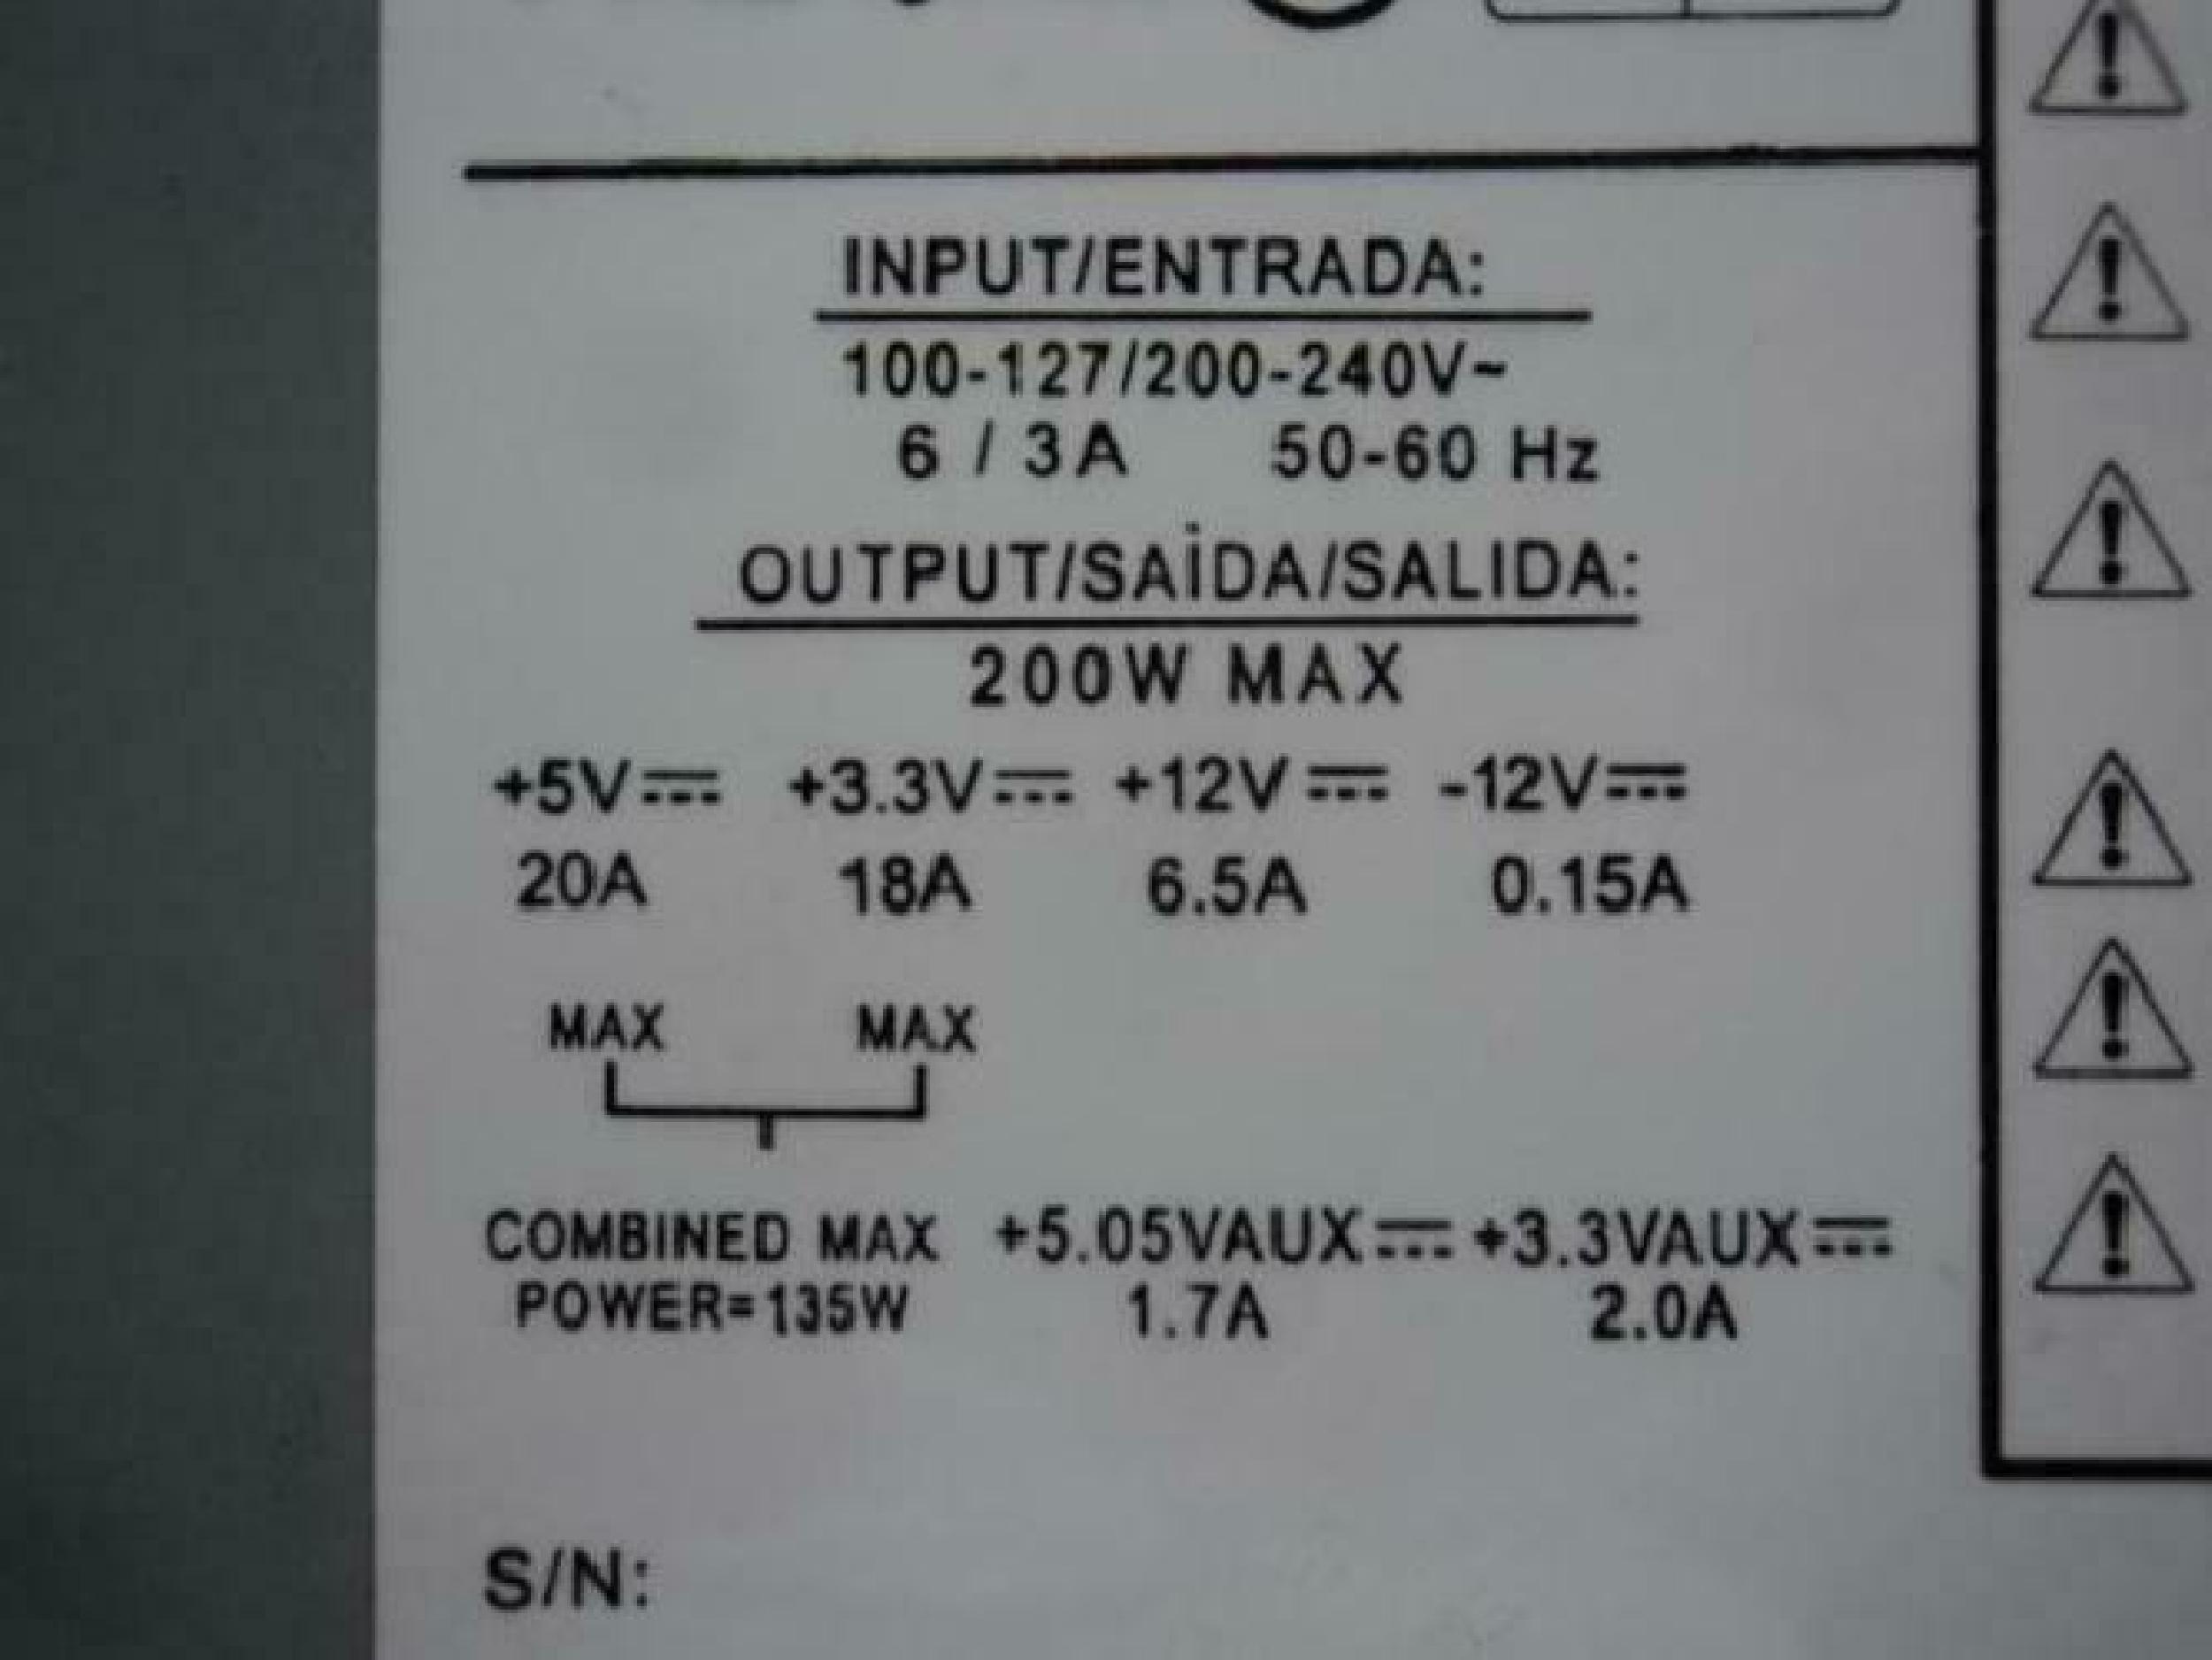 INPUT/ENTRADA:
100-127/200-240V~
6 / 3A 50-60 Hz
OUTPUT/SAİDA/SALIDA:
200W MAX
+5V⎓ +3.3V⎓ +12V⎓ -12V⎓
20A 18A 6.5A 0.15A
MAX MAX
COMBINED MAX +5.05VAUX⎓ +3.3VAUX⎓
POWER=135W 1.7A 2.0A
S/N: